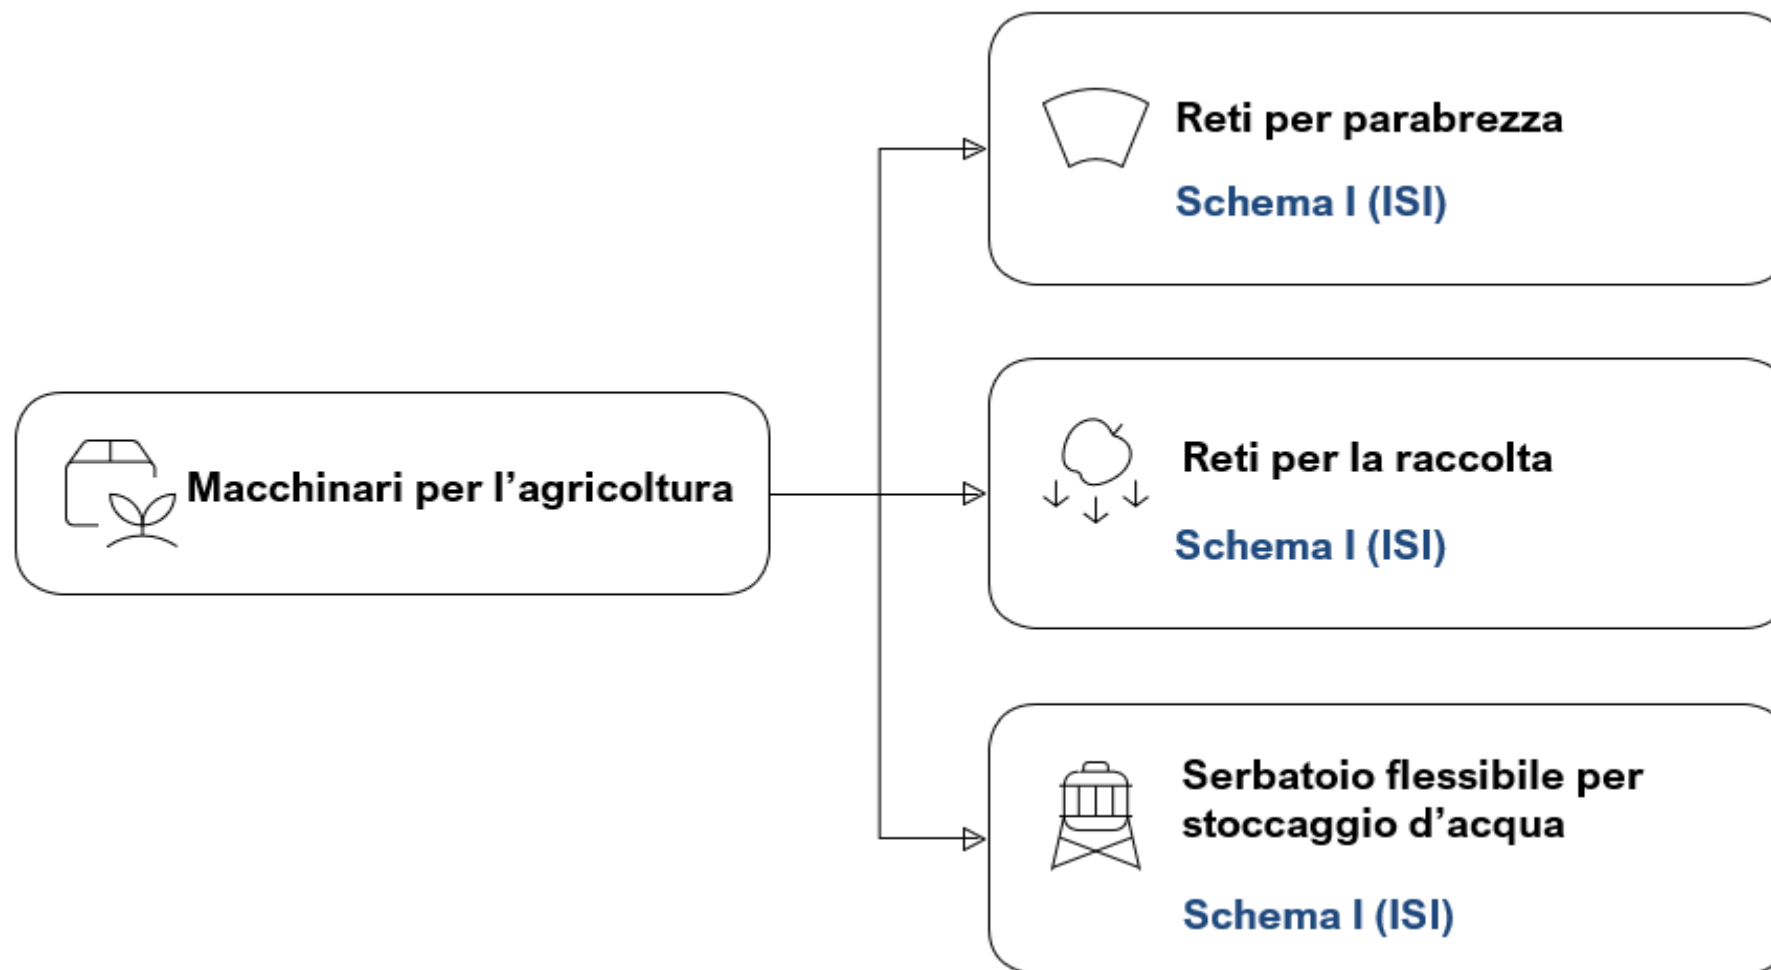 Reti per parabrezza
Schema I (ISI)
Macchinari per l’agricoltura
Reti per la raccolta
Schema I (ISI)
Serbatoio flessibile per
stoccaggio d’acqua
Schema I (ISI)